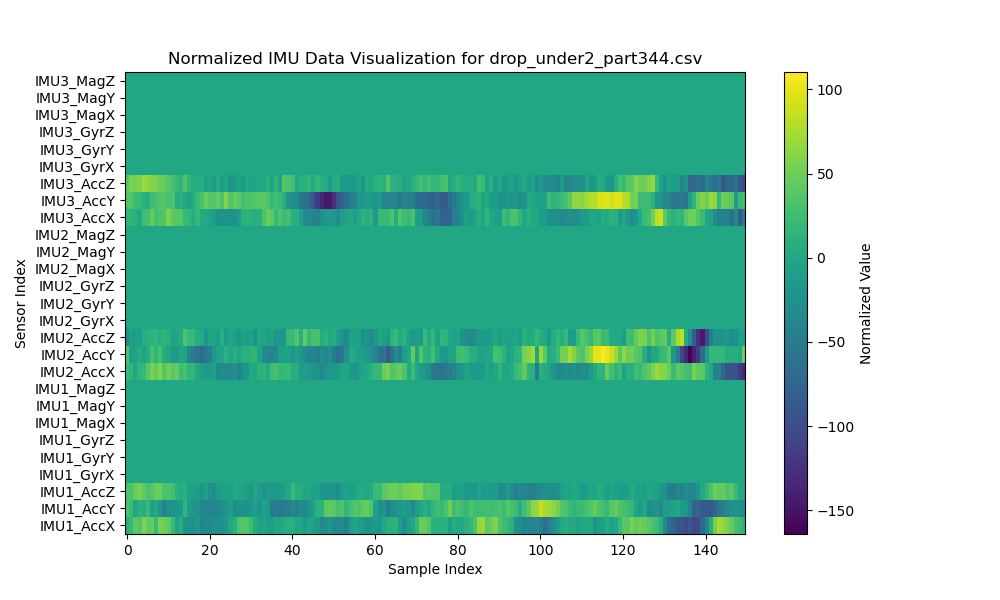 Normalized IMU Data Visualization for drop_under2_part344.csv
IMU3_MagZ
IMU3_MagY
IMU3_MagX
IMU3_GyrZ
IMU3_GyrY
IMU3_GyrX
IMU3_AccZ
IMU3_AccY
IMU3_AccX
IMU2_MagZ
IMU2_MagY
IMU2_MagX
IMU2_GyrZ
IMU2_GyrY
IMU2_GyrX
IMU2_AccZ
IMU2_AccY
IMU2_AccX
IMU1_MagZ
IMU1_MagY
IMU1_MagX
IMU1_GyrZ
IMU1_GyrY
IMU1_GyrX
IMU1_AccZ
IMU1_AccY
IMU1_AccX
Sensor Index
0 20 40 60 80 100 120 140
Sample Index
100
50
0
−50
−100
−150
Normalized Value